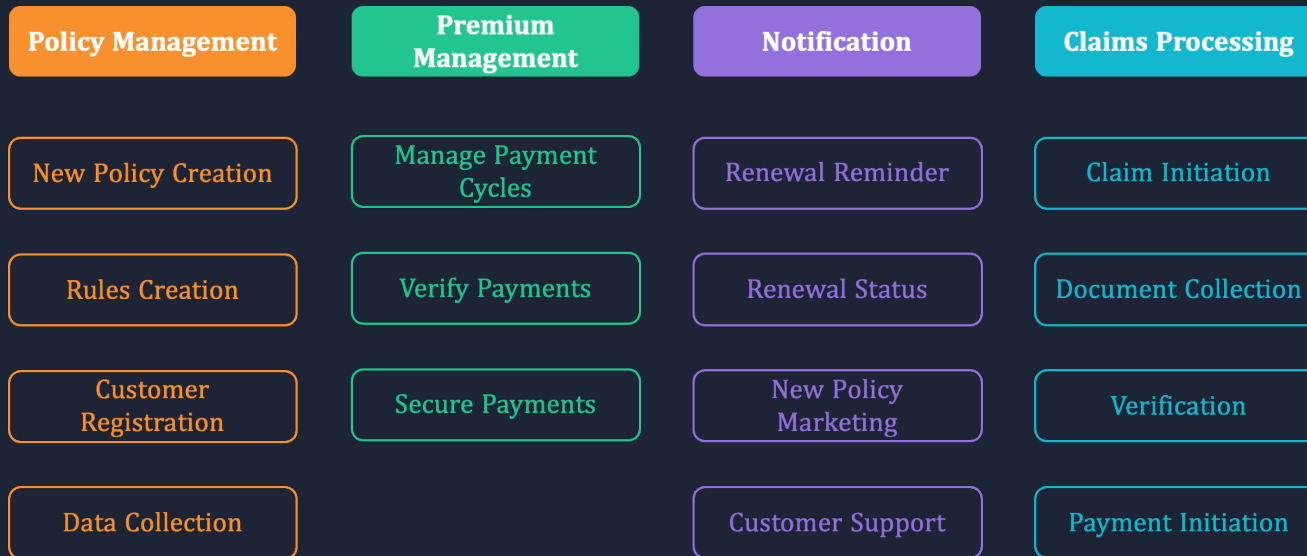 Policy Management
Premium
Management
Notification
Claims Processing
New Policy Creation
Manage Payment
Cycles
Renewal Reminder
Claim Initiation
Rules Creation
Verify Payments
Renewal Status
Document Collection
Customer
Registration
Secure Payments
New Policy
Marketing
Verification
Data Collection
Customer Support
Payment Initiation